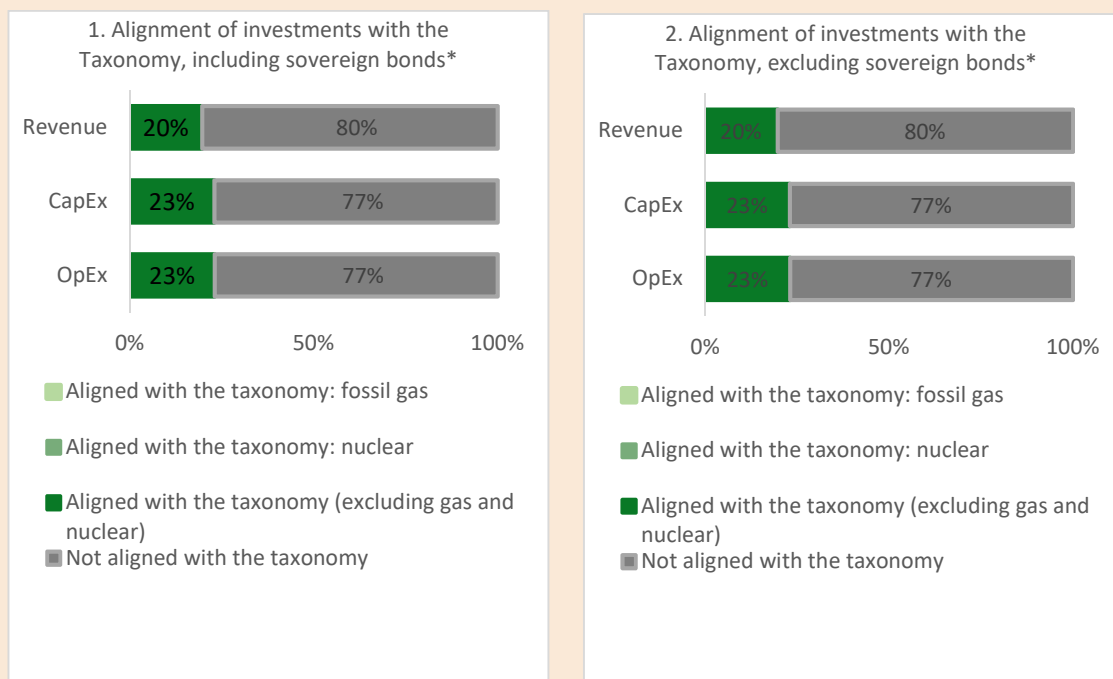 1. Alignment of investments with the
Taxonomy, including sovereign bonds*
Revenue 20% 80%
CapEx 23% 77%
OpEx 23% 77%
0% 50% 100%
Aligned with the taxonomy: fossil gas
Aligned with the taxonomy: nuclear
Aligned with the taxonomy (excluding gas and
nuclear)
Not aligned with the taxonomy
2. Alignment of investments with the
Taxonomy, excluding sovereign bonds*
Revenue 20% 80%
CapEx 23% 77%
OpEx 23% 77%
0% 50% 100%
Aligned with the taxonomy: fossil gas
Aligned with the taxonomy: nuclear
Aligned with the taxonomy (excluding gas and
nuclear)
Not aligned with the taxonomy